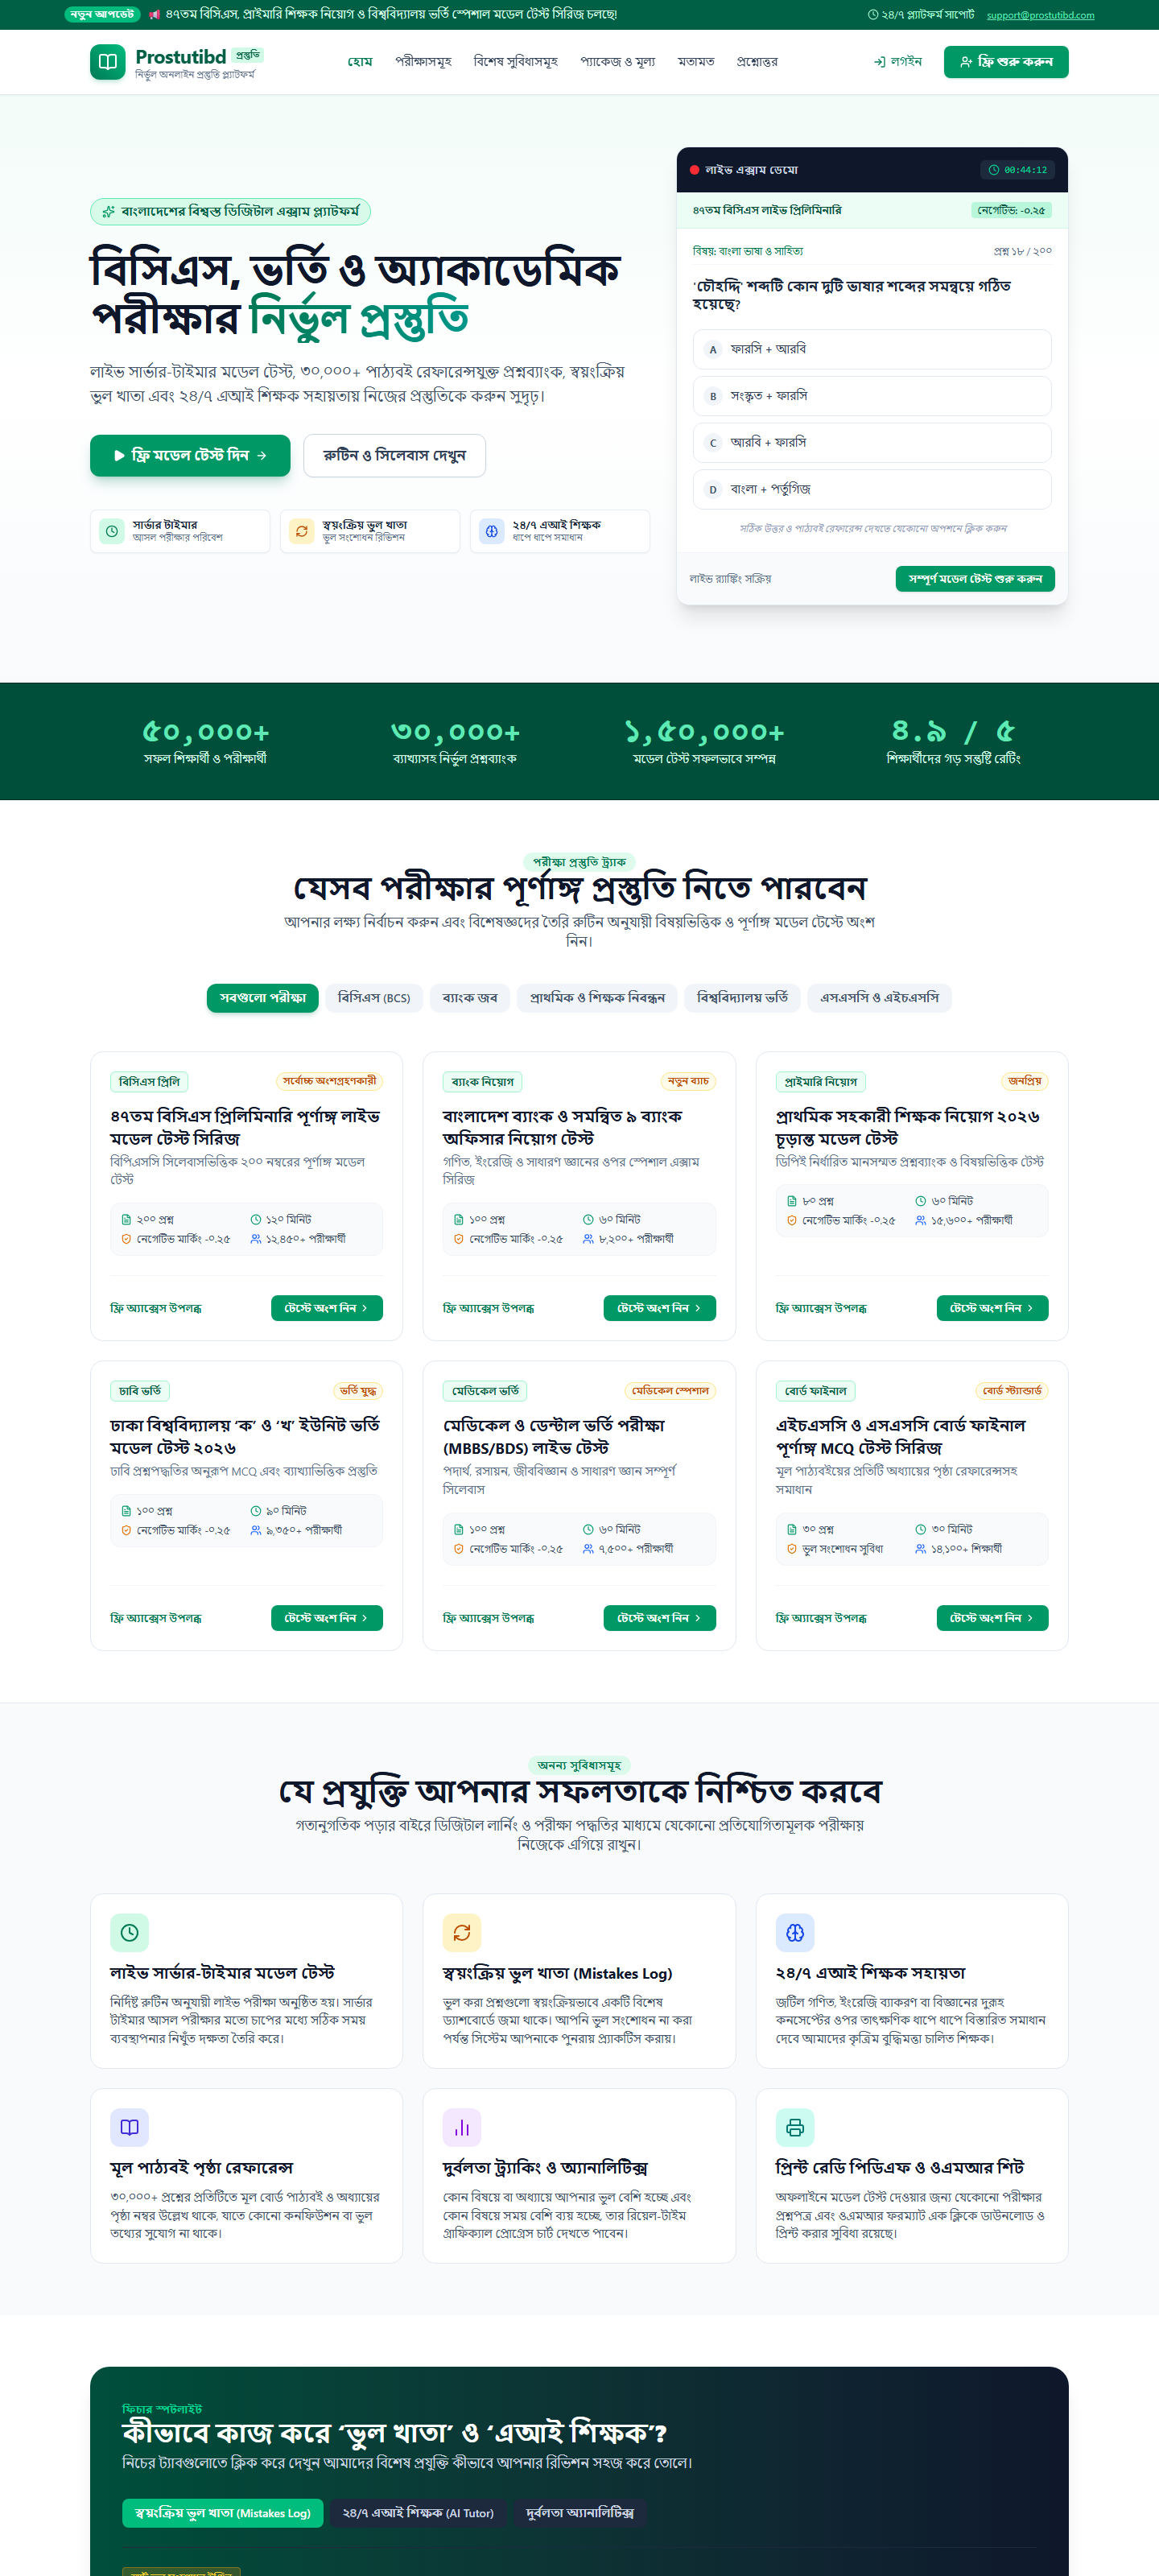 নতুন আপডেট 📢 ৪৭তম বিসিএস, প্রাইমারি শিক্ষক নিয়োগ ও বিশ্ববিদ্যালয় ভর্তি স্পেশাল মডেল টেস্ট সিরিজ চলছে! ২৪/৭ প্ল্যাটফর্ম সাপোর্ট support@prostutibd.com
Prostutibd প্রস্তুতি
নির্ভুল অনলাইন প্রস্তুতি প্ল্যাটফর্ম
হোম পরীক্ষাসমূহ বিশেষ সুবিধাসমূহ প্যাকেজ ও মূল্য মতামত প্রশ্নোত্তর লগইন ফ্রি শুরু করুন
বাংলাদেশের বিশ্বস্ত ডিজিটাল এক্সাম প্ল্যাটফর্ম
বিসিএস, ভর্তি ও অ্যাকাডেমিক
পরীক্ষার নির্ভুল প্রস্তুতি
লাইভ সার্ভার-টাইমার মডেল টেস্ট, ৩০,০০০+ পাঠ্যবই রেফারেন্সযুক্ত প্রশ্নব্যাংক, স্বয়ংক্রিয়
ভুল খাতা এবং ২৪/৭ এআই শিক্ষক সহায়তায় নিজের প্রস্তুতিকে করুন সুদৃঢ়।
ফ্রি মডেল টেস্ট দিন রুটিন ও সিলেবাস দেখুন
সার্ভার টাইমার
আসল পরীক্ষার পরিবেশ
স্বয়ংক্রিয় ভুল খাতা
ভুল সংশোধন রিভিশন
২৪/৭ এআই শিক্ষক
ধাপে ধাপে সমাধান
লাইভ এক্সাম ডেমো 00:44:12
৪৭তম বিসিএস লাইভ প্রিলিমিনারি নেগেটিভ: -০.২৫
বিষয়: বাংলা ভাষা ও সাহিত্য প্রশ্ন ১৮ / ২০০
‘চৌহদ্দি’ শব্দটি কোন দুটি ভাষার শব্দের সমন্বয়ে গঠিত
হয়েছে?
A ফারসি + আরবি
B সংস্কৃত + ফারসি
C আরবি + ফারসি
D বাংলা + পর্তুগিজ
সঠিক উত্তর ও পাঠ্যবই রেফারেন্স দেখতে যেকোনো অপশনে ক্লিক করুন
লাইভ র‍্যাঙ্কিং সক্রিয় সম্পূর্ণ মডেল টেস্ট শুরু করুন
৫০,০০০+ ৩০,০০০+ ১,৫০,০০০+ ৪.৯ / ৫
সফল শিক্ষার্থী ও পরীক্ষার্থী ব্যাখ্যাসহ নির্ভুল প্রশ্নব্যাংক মডেল টেস্ট সফলভাবে সম্পন্ন শিক্ষার্থীদের গড় সন্তুষ্টি রেটিং
পরীক্ষা প্রস্তুতি ট্র্যাক
যেসব পরীক্ষার পূর্ণাঙ্গ প্রস্তুতি নিতে পারবেন
আপনার লক্ষ্য নির্বাচন করুন এবং বিশেষজ্ঞদের তৈরি রুটিন অনুযায়ী বিষয়ভিত্তিক ও পূর্ণাঙ্গ মডেল টেস্টে অংশ
নিন।
সবগুলো পরীক্ষা বিসিএস (BCS) ব্যাংক জব প্রাথমিক ও শিক্ষক নিবন্ধন বিশ্ববিদ্যালয় ভর্তি এসএসসি ও এইচএসসি
বিসিএস প্রিলি সর্বোচ্চ অংশগ্রহণকারী
৪৭তম বিসিএস প্রিলিমিনারি পূর্ণাঙ্গ লাইভ
মডেল টেস্ট সিরিজ
বিপিএসসি সিলেবাসভিত্তিক ২০০ নম্বরের পূর্ণাঙ্গ মডেল
টেস্ট
২০০ প্রশ্ন ১২০ মিনিট
নেগেটিভ মার্কিং -০.২৫ ১২,৪৫০+ পরীক্ষার্থী
ফ্রি অ্যাক্সেস উপলব্ধ টেস্টে অংশ নিন
ব্যাংক নিয়োগ নতুন ব্যাচ
বাংলাদেশ ব্যাংক ও সমন্বিত ৯ ব্যাংক
অফিসার নিয়োগ টেস্ট
গণিত, ইংরেজি ও সাধারণ জ্ঞানের ওপর স্পেশাল এক্সাম
সিরিজ
১০০ প্রশ্ন ৬০ মিনিট
নেগেটিভ মার্কিং -০.২৫ ৮,২০০+ পরীক্ষার্থী
ফ্রি অ্যাক্সেস উপলব্ধ টেস্টে অংশ নিন
প্রাইমারি নিয়োগ জনপ্রিয়
প্রাথমিক সহকারী শিক্ষক নিয়োগ ২০২৬
চূড়ান্ত মডেল টেস্ট
ডিপিই নির্ধারিত মানসম্মত প্রশ্নব্যাংক ও বিষয়ভিত্তিক টেস্ট
৮০ প্রশ্ন ৬০ মিনিট
নেগেটিভ মার্কিং -০.২৫ ১৫,৬০০+ পরীক্ষার্থী
ফ্রি অ্যাক্সেস উপলব্ধ টেস্টে অংশ নিন
ঢাবি ভর্তি ভর্তি যুদ্ধ
ঢাকা বিশ্ববিদ্যালয় ‘ক’ ও ‘খ’ ইউনিট ভর্তি
মডেল টেস্ট ২০২৬
ঢাবি প্রশ্নপদ্ধতির অনুরূপ MCQ এবং ব্যাখ্যাভিত্তিক প্রস্তুতি
১০০ প্রশ্ন ৯০ মিনিট
নেগেটিভ মার্কিং -০.২৫ ৯,৩৫০+ পরীক্ষার্থী
ফ্রি অ্যাক্সেস উপলব্ধ টেস্টে অংশ নিন
মেডিকেল ভর্তি মেডিকেল স্পেশাল
মেডিকেল ও ডেন্টাল ভর্তি পরীক্ষা
(MBBS/BDS) লাইভ টেস্ট
পদার্থ, রসায়ন, জীববিজ্ঞান ও সাধারণ জ্ঞান সম্পূর্ণ
সিলেবাস
১০০ প্রশ্ন ৬০ মিনিট
নেগেটিভ মার্কিং -০.২৫ ৭,৫০০+ পরীক্ষার্থী
ফ্রি অ্যাক্সেস উপলব্ধ টেস্টে অংশ নিন
বোর্ড ফাইনাল বোর্ড স্ট্যান্ডার্ড
এইচএসসি ও এসএসসি বোর্ড ফাইনাল
পূর্ণাঙ্গ MCQ টেস্ট সিরিজ
মূল পাঠ্যবইয়ের প্রতিটি অধ্যায়ের পৃষ্ঠা রেফারেন্সসহ
সমাধান
৩০ প্রশ্ন ৩০ মিনিট
ভুল সংশোধন সুবিধা ১৪,১০০+ শিক্ষার্থী
ফ্রি অ্যাক্সেস উপলব্ধ টেস্টে অংশ নিন
অনন্য সুবিধাসমূহ
যে প্রযুক্তি আপনার সফলতাকে নিশ্চিত করবে
গতানুগতিক পড়ার বাইরে ডিজিটাল লার্নিং ও পরীক্ষা পদ্ধতির মাধ্যমে যেকোনো প্রতিযোগিতামূলক পরীক্ষায়
নিজেকে এগিয়ে রাখুন।
লাইভ সার্ভার-টাইমার মডেল টেস্ট
নির্দিষ্ট রুটিন অনুযায়ী লাইভ পরীক্ষা অনুষ্ঠিত হয়। সার্ভার
টাইমার আসল পরীক্ষার মতো চাপের মধ্যে সঠিক সময়
ব্যবস্থাপনার নিখুঁত দক্ষতা তৈরি করে।
স্বয়ংক্রিয় ভুল খাতা (Mistakes Log)
ভুল করা প্রশ্নগুলো স্বয়ংক্রিয়ভাবে একটি বিশেষ
ড্যাশবোর্ডে জমা থাকে। আপনি ভুল সংশোধন না করা
পর্যন্ত সিস্টেম আপনাকে পুনরায় প্র্যাকটিস করায়।
২৪/৭ এআই শিক্ষক সহায়তা
জটিল গণিত, ইংরেজি ব্যাকরণ বা বিজ্ঞানের দুরূহ
কনসেপ্টের ওপর তাৎক্ষণিক ধাপে ধাপে বিস্তারিত সমাধান
দেবে আমাদের কৃত্রিম বুদ্ধিমত্তা চালিত শিক্ষক।
মূল পাঠ্যবই পৃষ্ঠা রেফারেন্স
৩০,০০০+ প্রশ্নের প্রতিটিতে মূল বোর্ড পাঠ্যবই ও অধ্যায়ের
পৃষ্ঠা নম্বর উল্লেখ থাকে, যাতে কোনো কনফিউশন বা ভুল
তথ্যের সুযোগ না থাকে।
দুর্বলতা ট্র্যাকিং ও অ্যানালিটিক্স
কোন বিষয়ে বা অধ্যায়ে আপনার ভুল বেশি হচ্ছে এবং
কোন বিষয়ে সময় বেশি ব্যয় হচ্ছে, তার রিয়েল-টাইম
গ্রাফিক্যাল প্রোগ্রেস চার্ট দেখতে পাবেন।
প্রিন্ট রেডি পিডিএফ ও ওএমআর শিট
অফলাইনে মডেল টেস্ট দেওয়ার জন্য যেকোনো পরীক্ষার
প্রশ্নপত্র এবং ওএমআর ফরম্যাট এক ক্লিকে ডাউনলোড ও
প্রিন্ট করার সুবিধা রয়েছে।
ফিচার স্পটলাইট
কীভাবে কাজ করে ‘ভুল খাতা’ ও ‘এআই শিক্ষক’?
নিচের ট্যাবগুলোতে ক্লিক করে দেখুন আমাদের বিশেষ প্রযুক্তি কীভাবে আপনার রিভিশন সহজ করে তোলে।
স্বয়ংক্রিয় ভুল খাতা (Mistakes Log) ২৪/৭ এআই শিক্ষক (AI Tutor) দুর্বলতা অ্যানালিটিক্স